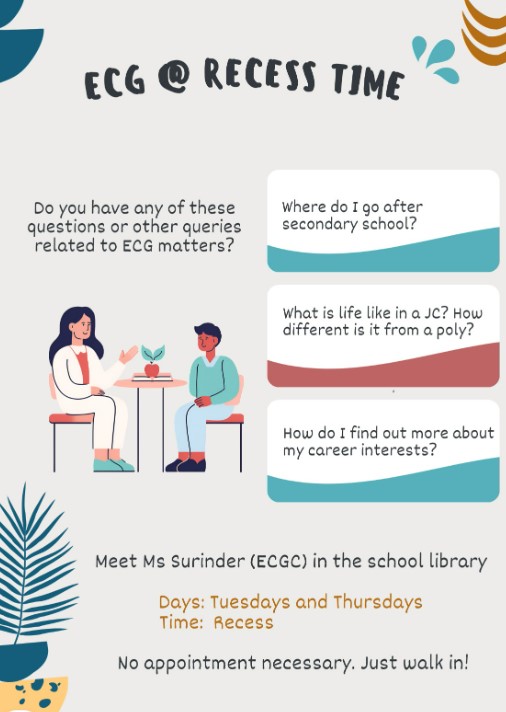 ECG @ RECESS TIME
Do you have any of these
questions or other queries
related to ECG matters?
Where do I go after
secondary school?
What is life like in a JC? How
different is it from a poly?
How do I find out more about
my career interests?
Meet Ms Surinder (ECGC) in the school library
Days: Tuesdays and Thursdays
Time: Recess
No appointment necessary. Just walk in!